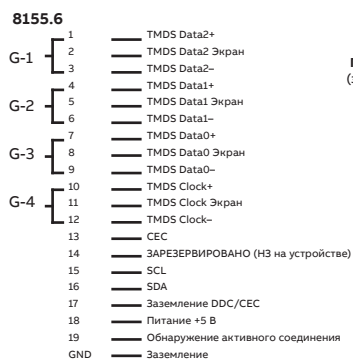 8155.6
G-1
1 TMDS Data2+
2 TMDS Data2 Экран
3 TMDS Data2–
G-2
4 TMDS Data1+
5 TMDS Data1 Экран
6 TMDS Data1–
G-3
7 TMDS Data0+
8 TMDS Data0 Экран
9 TMDS Data0–
G-4
10 TMDS Clock+
11 TMDS Clock Экран
12 TMDS Clock–
13 CEC
14 ЗАРЕЗЕРВИРОВАНО (НЗ на устройстве)
15 SCL
16 SDA
17 Заземление DDC/CEC
18 Питание +5 В
19 Обнаружение активного соединения
GND Заземление